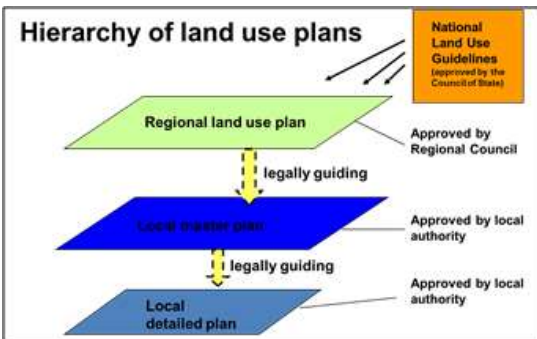 Hierarchy of land use plans
National
Land Use
Guidelines
(approved by the
Council of State)
Regional land use plan
Approved by
Regional Council
legally guiding
Local master plan
Approved by local
authority
legally guiding
Local
detailed plan
Approved by local
authority